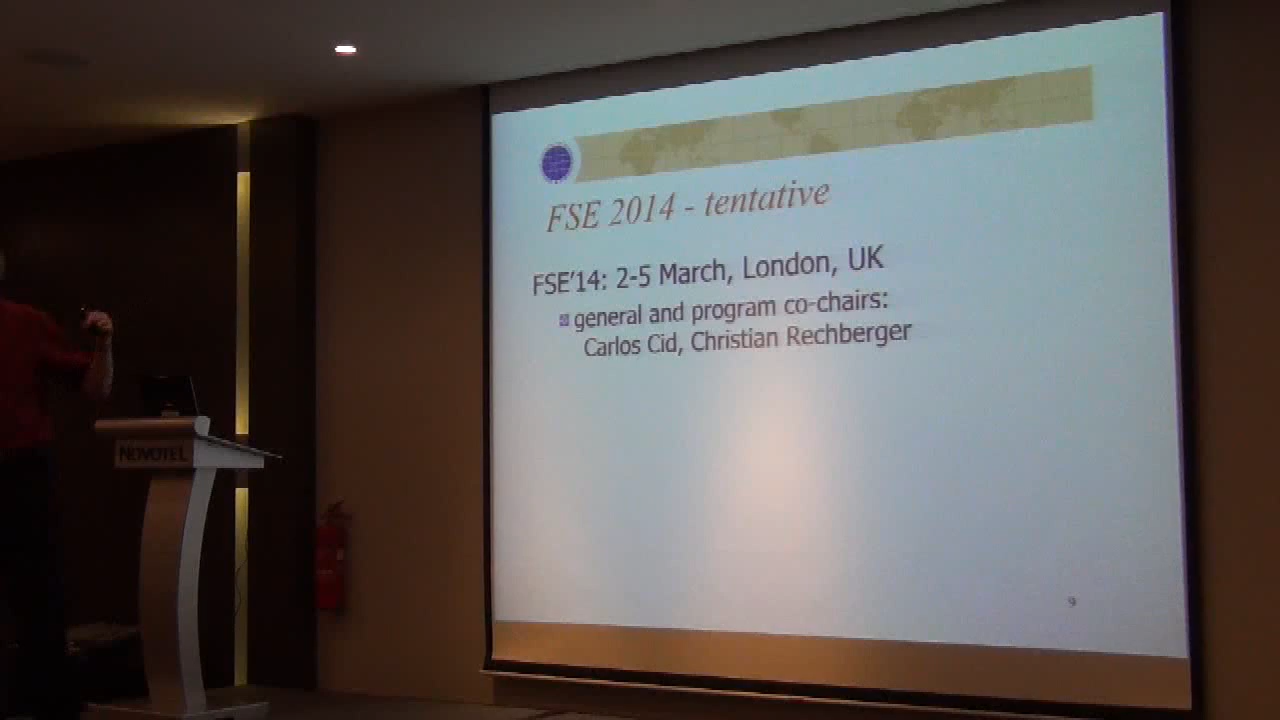 FSE 2014 - tentative
FSE'14: 2-5 March, London, UK
general and program co-chairs:
Carlos Cid, Christian Rechberger
9
NOVOTEL